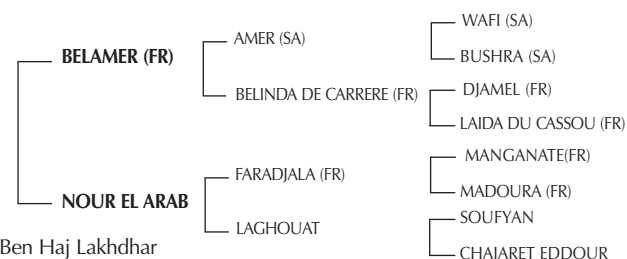 WAFI (SA)
AMER (SA)
BUSHRA (SA)
BELAMER (FR)
DJAMEL (FR)
BELINDA DE CARRERE (FR)
LAIDA DU CASSOU (FR)
MANGANATE(FR)
FARADJALA (FR)
MADOURA (FR)
NOUR EL ARAB
SOUFYAN
LAGHOUAT
Ben Haj Lakhdhar
CHAJARET EDDOUR